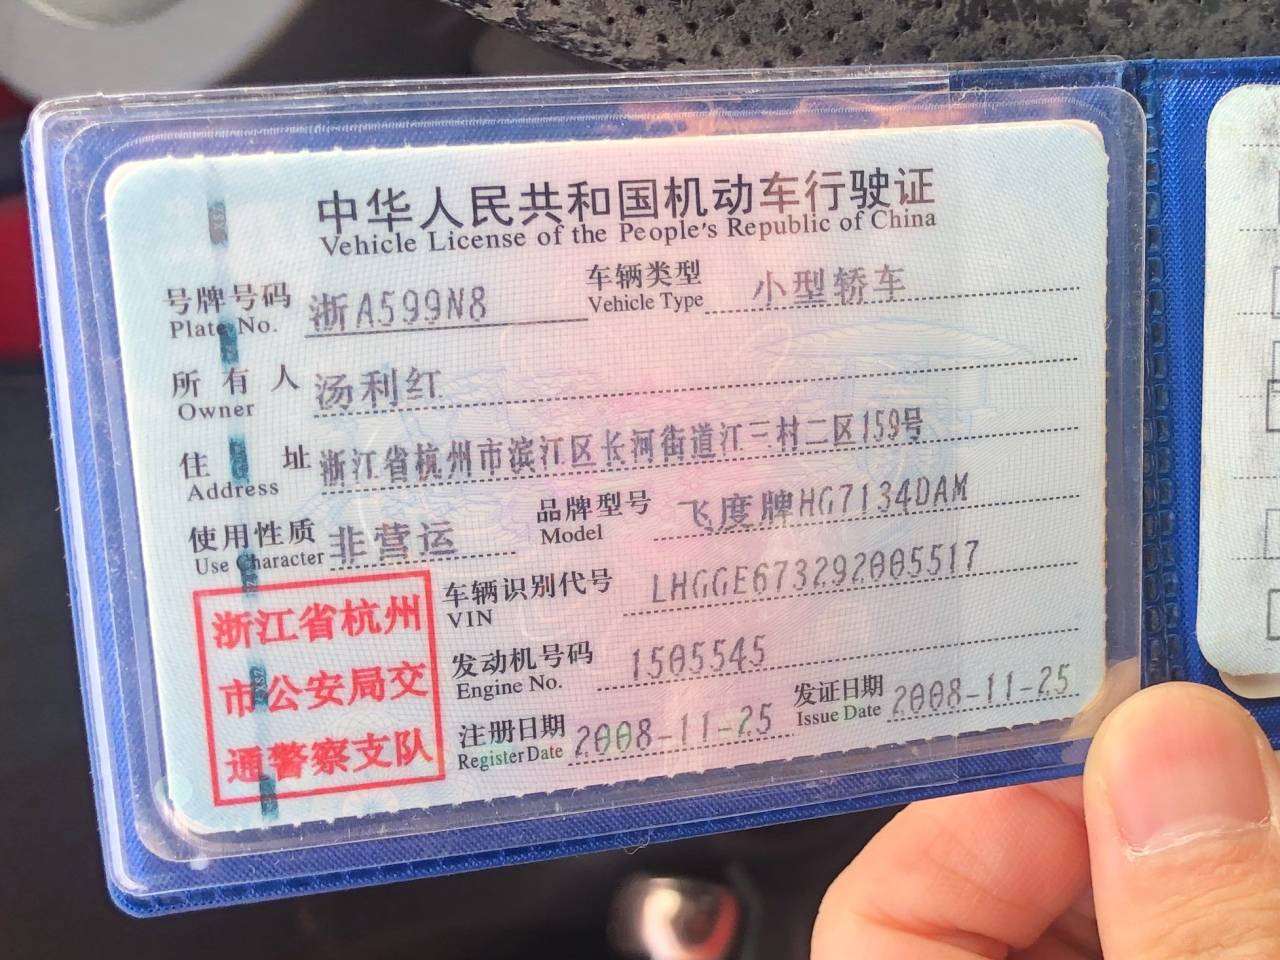 中华人民共和国机动车行驶证
Vehicle License of the People's Republic of China
号牌号码 浙A599N8 车辆类型 小型轿车
Plate No. Vehicle Type
所有人 汤利红
Owner
住址 浙江省杭州市滨江区长河街道江三村二区159号
Address
使用性质 非营运 品牌型号 飞度牌HG7134DAM
Use Character Model
车辆识别代号 LHGGE673292005517
VIN
发动机号码 1505545
Engine No.
注册日期 2008-11-25 发证日期 2008-11-25
Register Date Issue Date
浙江省杭州
市公安局交
通警察支队